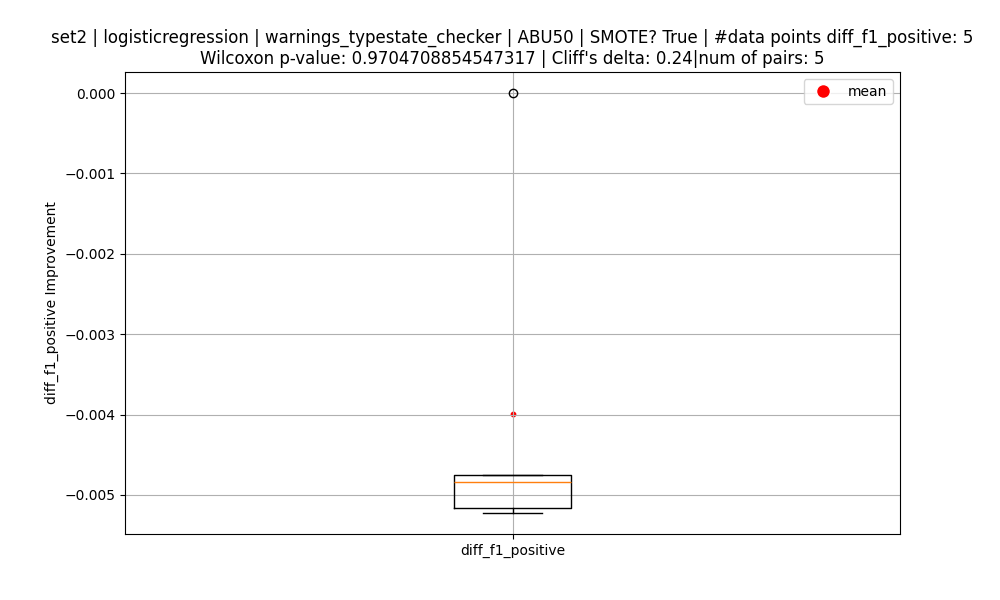 set2 | logisticregression | warnings_typestate_checker | ABU50 | SMOTE? True | #data points diff_f1_positive: 5
Wilcoxon p-value: 0.9704708854547317 | Cliff's delta: 0.24|num of pairs: 5
mean
0.000
−0.001
−0.002
−0.003
−0.004
−0.005
diff_f1_positive Improvement
diff_f1_positive